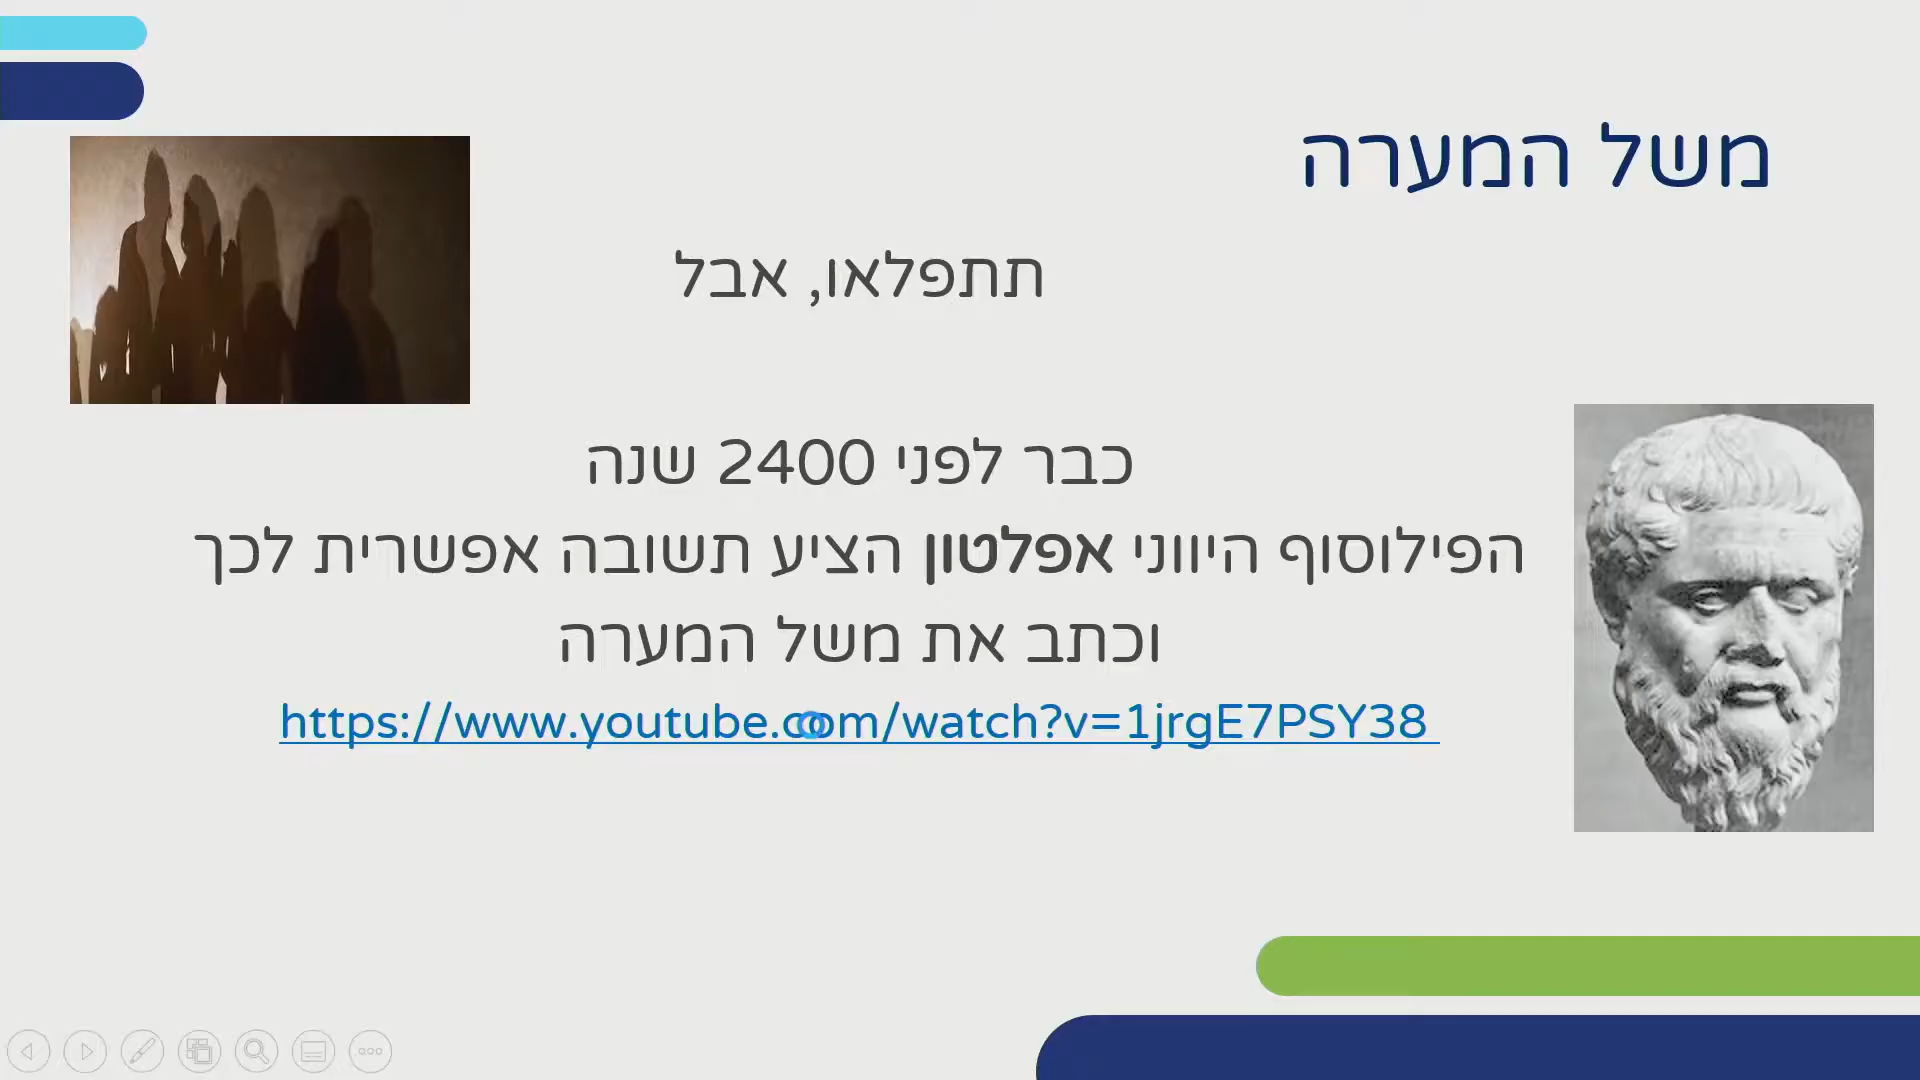 משל המערה
תתפלאו, אבל
כבר לפני 2400 שנה
הפילוסוף היווני אפלטון הציע תשובה אפשרית לכך
וכתב את משל המערה
https://www.youtube.com/watch?v=1jrgE7PSY38